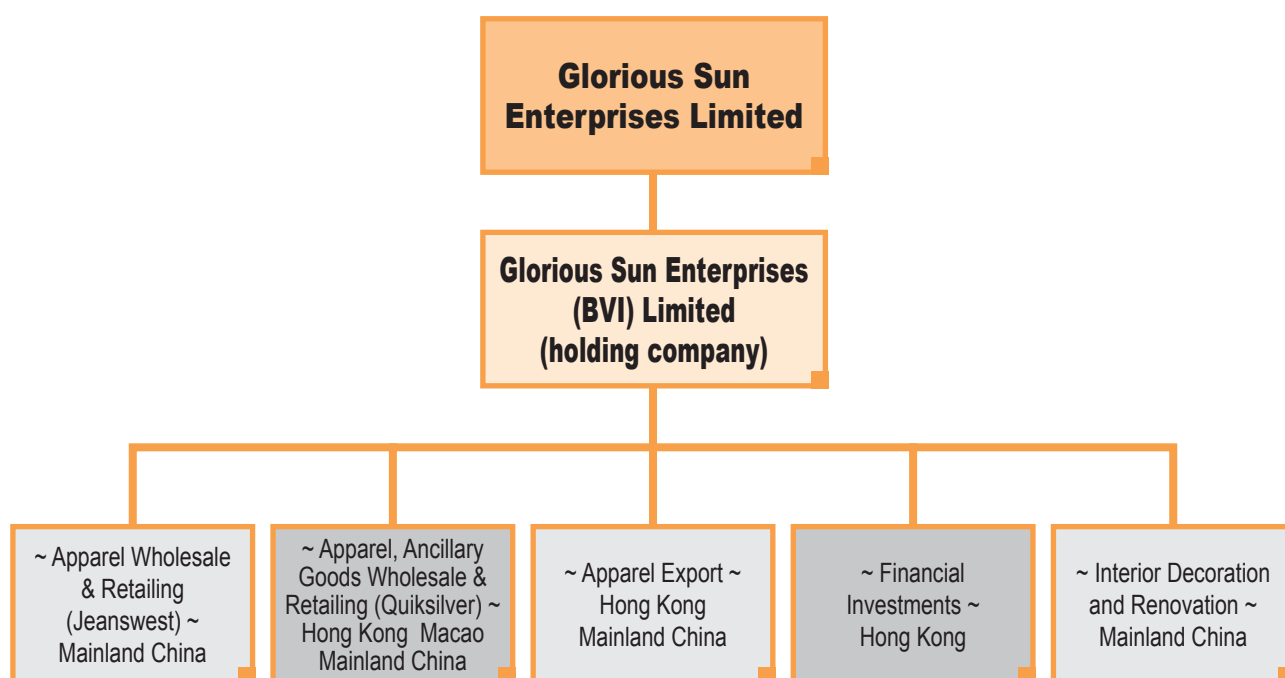 Glorious Sun
Enterprises Limited
Glorious Sun Enterprises
(BVI) Limited
(holding company)
~ Apparel Wholesale
& Retailing
(Jeanswest) ~
Mainland China
~ Apparel, Ancillary
Goods Wholesale &
Retailing (Quiksilver) ~
Hong Kong Macao
Mainland China
~ Apparel Export ~
Hong Kong
Mainland China
~ Financial
Investments ~
Hong Kong
~ Interior Decoration
and Renovation ~
Mainland China